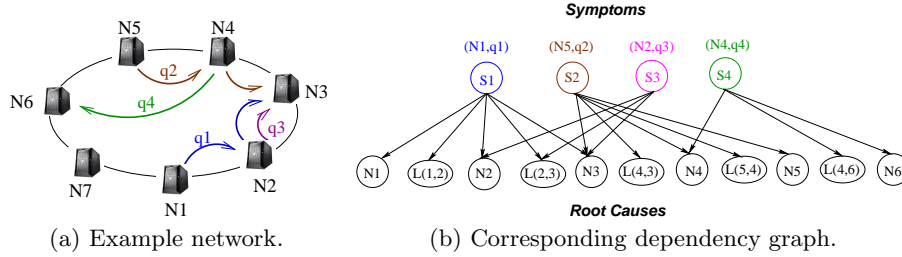 Symptoms
(N1,q1) (N5,q2) (N2,q3) (N4,q4)
N5 N4
q2
S1 S2 S3 S4
N6 q4 N3
q1 q3
N7 N2
N1
N1 L(1,2) N2 L(2,3) N3 L(4,3) N4 L(5,4) N5 L(4,6) N6
Root Causes
(a) Example network. (b) Corresponding dependency graph.